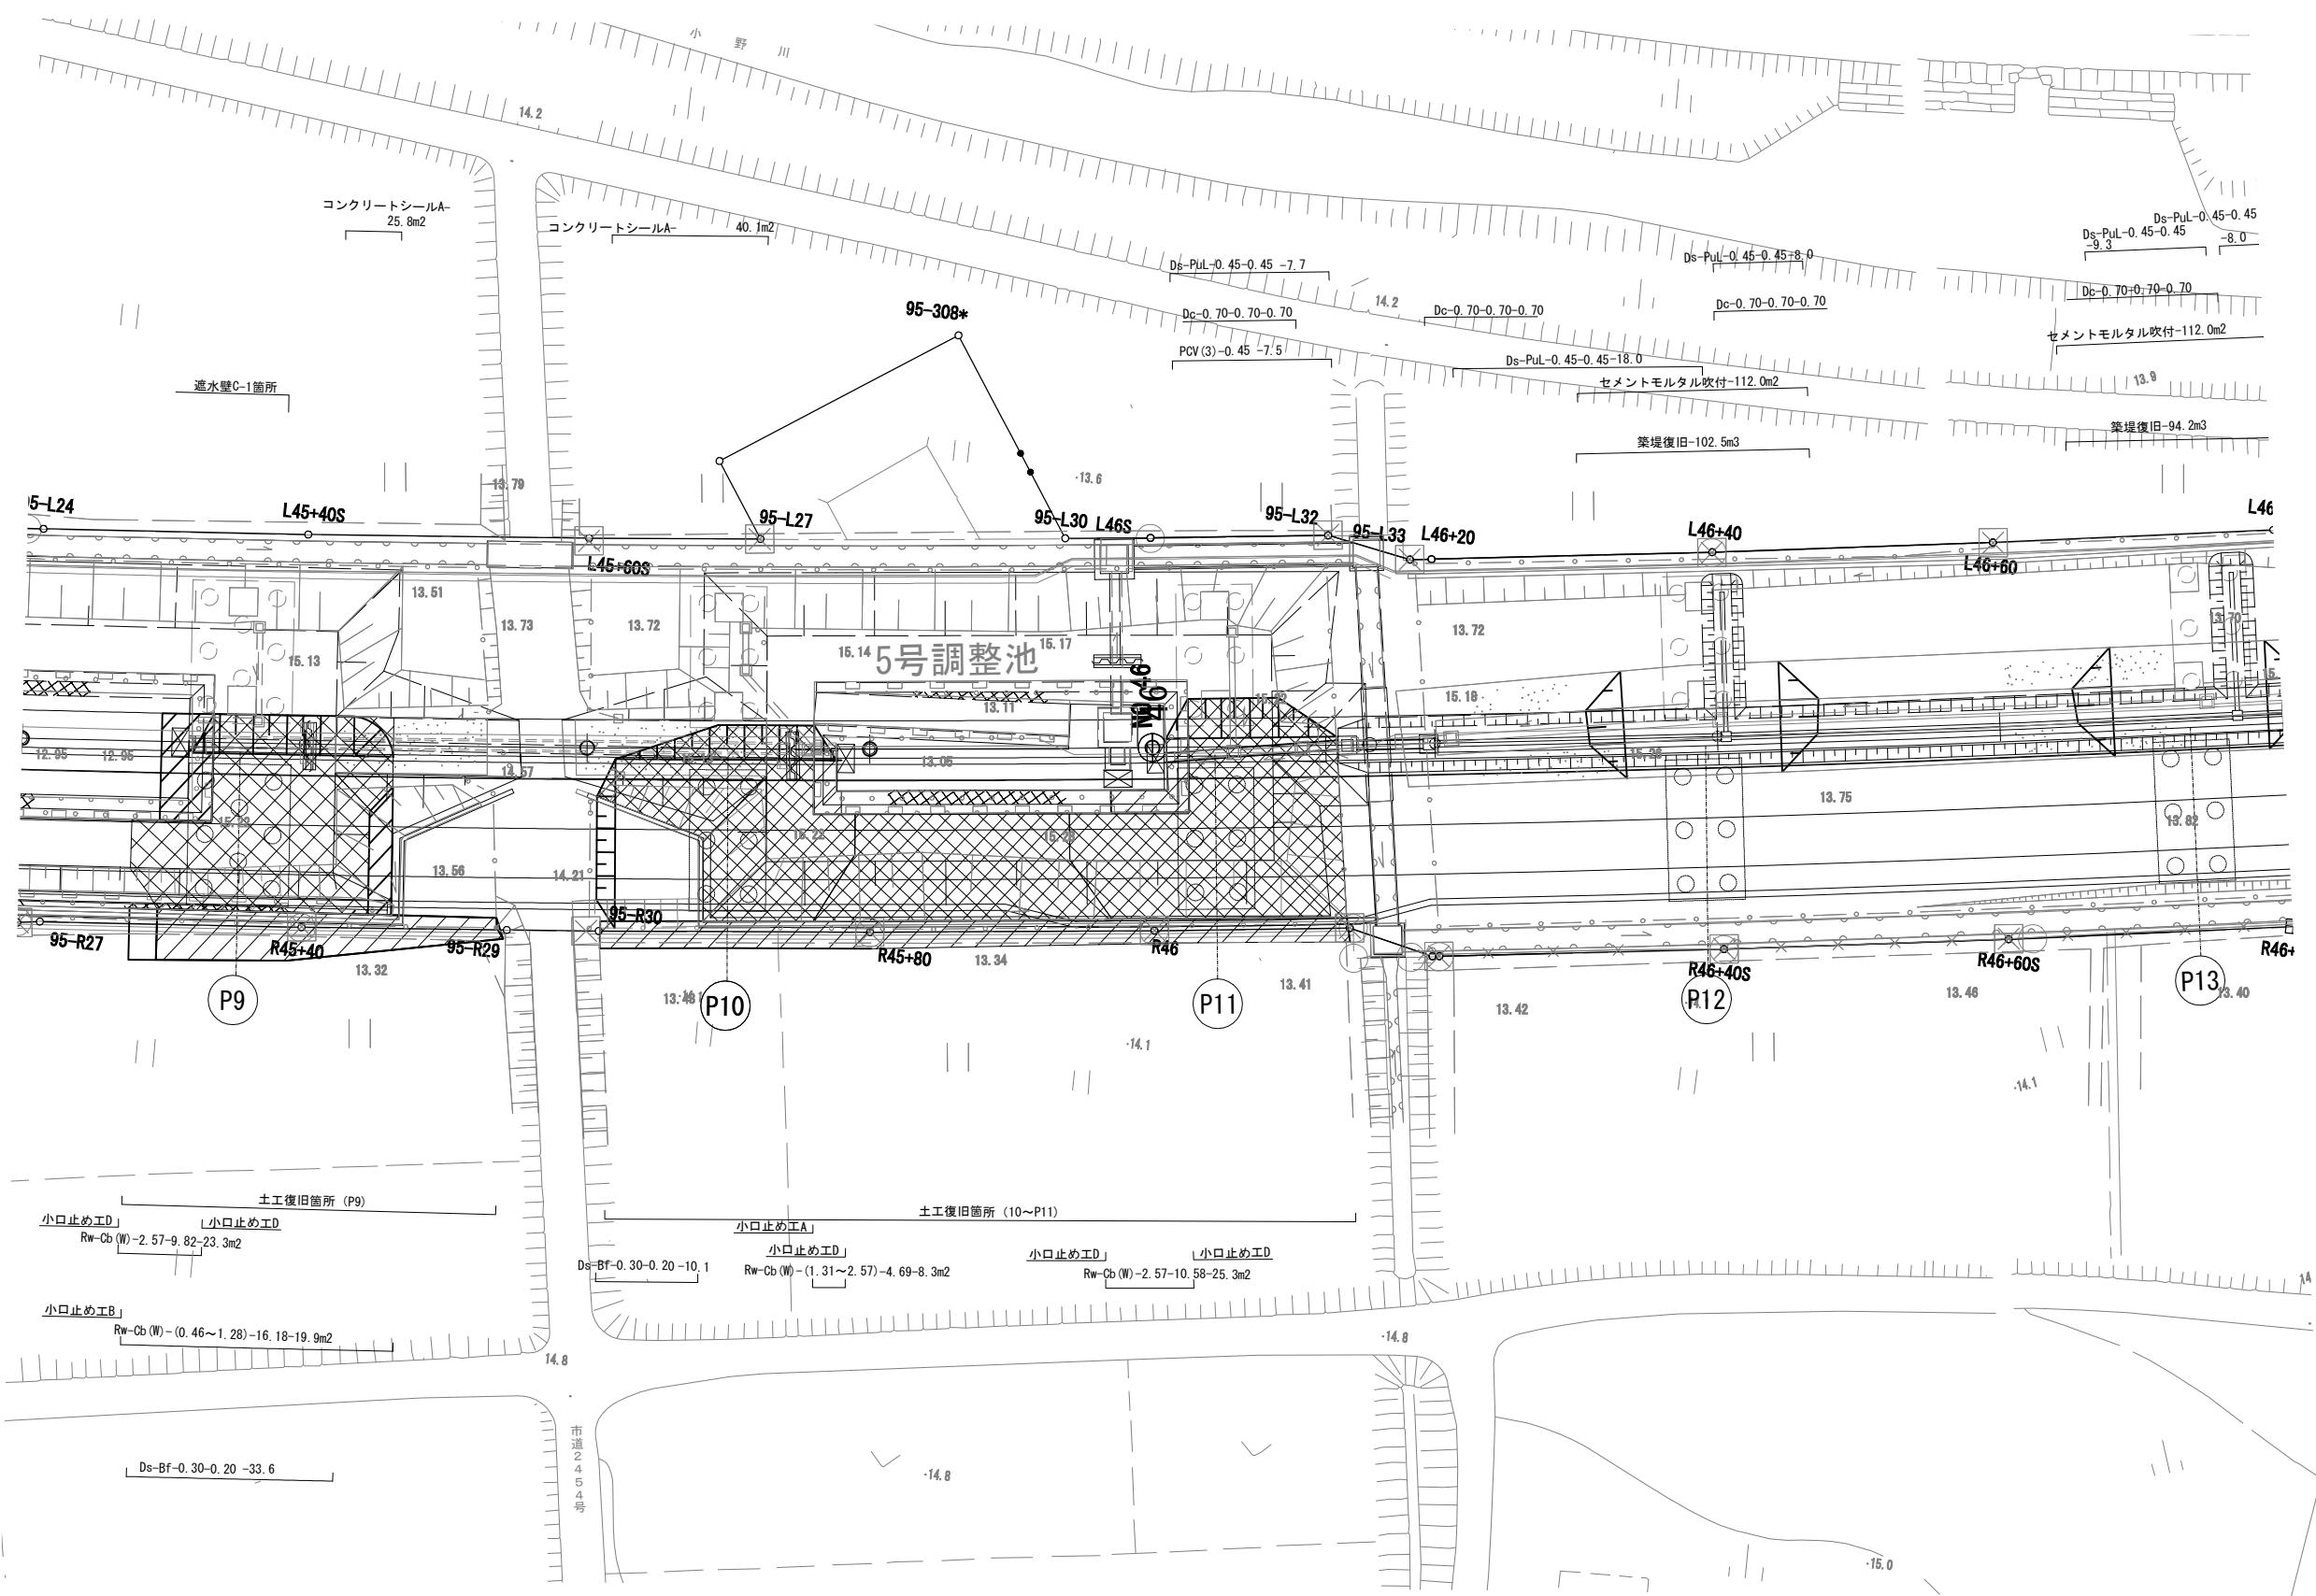 小野川
14.2
コンクリートシールA-
25.8m2
コンクリートシールA- 40.1m2
Ds-PuL-0.45-0.45
-8.0
Ds-PuL-0.45-0.45
-9.3
Ds-PuL-0.45-0.45-8.0
Ds-PuL-0.45-0.45 -7.7
14.2
Dc-0.70-0.70-0.70
Dc-0.70-0.70-0.70
Dc-0.70-0.70-0.70
Dc-0.70-0.70-0.70
95-308*
PCV(3)-0.45 -7.5
Ds-PuL-0.45-0.45-18.0
セメントモルタル吹付-112.0m2
セメントモルタル吹付-112.0m2
13.9
遮水壁C-1箇所
築堤復旧-102.5m3
築堤復旧-94.2m3
13.79
13.6
5-L24
L45+40S
95-L27
95-L30
L46S
95-L32
95-L33
L46+20
L46+40
L46
L45+60S
L46+60
13.51
13.73
13.72
15.13
15.14
5号調整池
15.17
13.72
13.70
13.11
15.18
12.95
12.95
14.57
13.05
13.75
13.82
13.56
14.21
95-R27
R45+40
95-R29
95-R30
R45+80
R46
R46+40S
R46+60S
R46+
13.32
13.34
13.41
13.42
13.46
13.40
P9
P10
P11
P12
P13
14.1
14.1
土工復旧箇所 (P9)
土工復旧箇所 (10～P11)
小口止め工D
小口止め工D
Rw-Cb(W)-2.57-9.82-23.3m2
小口止め工A
小口止め工D
Ds-Bf-0.30-0.20 -10.1
Rw-Cb(W)-(1.31～2.57)-4.69-8.3m2
小口止め工D
小口止め工D
Rw-Cb(W)-2.57-10.58-25.3m2
小口止め工B
Rw-Cb(W)-(0.46～1.28)-16.18-19.9m2
14.8
14.8
市道2454号
Ds-Bf-0.30-0.20 -33.6
14.8
15.0